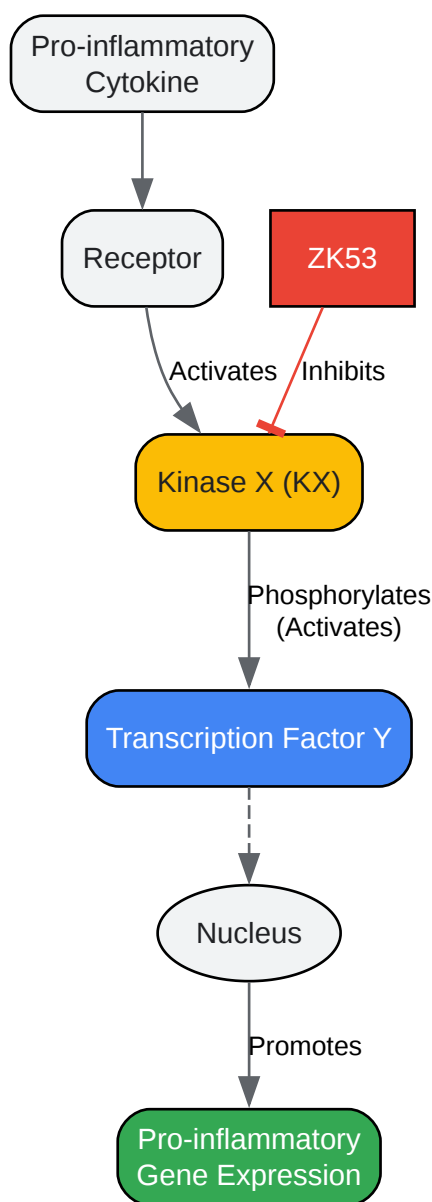 Pro-inflammatory
Cytokine
Receptor
ZK53
Activates
Inhibits
Kinase X (KX)
Phosphorylates
(Activates)
Transcription Factor Y
Nucleus
Promotes
Pro-inflammatory
Gene Expression